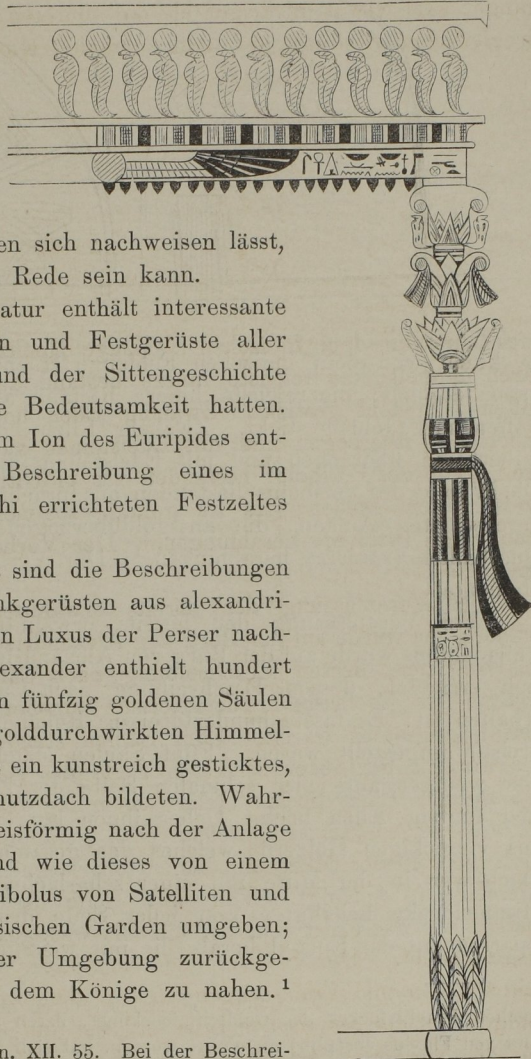 en sich nachweisen lässt,
Rede sein kann.
atur enthält interessante
n und Festgerüste aller
und der Sittengeschichte
e Bedeutsamkeit hatten.
m Ion des Euripides ent-
Beschreibung eines im
hi errichteten Festzeltes
sind die Beschreibungen
nkgerüsten aus alexandri-
n Luxus der Perser nach-
exander enthielt hundert
n fünfzig goldenen Säulen
golddurchwirkten Himmel-
ein kunstreich gesticktes,
hutzdach bildeten. Wahr-
eisförmig nach der Anlage
nd wie dieses von einem
ibolus von Satelliten und
sischen Garden umgeben;
er Umgebung zurückge-
dem Könige zu nahen. ¹
n. XII. 55. Bei der Beschrei-